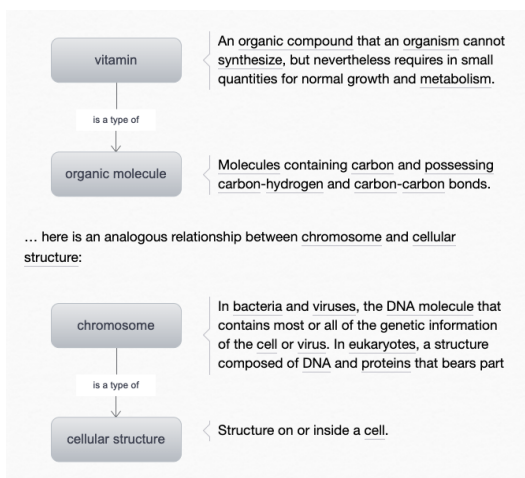 vitamin
An organic compound that an organism cannot
synthesize, but nevertheless requires in small
quantities for normal growth and metabolism.
is a type of
organic molecule
Molecules containing carbon and possessing
carbon-hydrogen and carbon-carbon bonds.
... here is an analogous relationship between chromosome and cellular
structure:
chromosome
In bacteria and viruses, the DNA molecule that
contains most or all of the genetic information
of the cell or virus. In eukaryotes, a structure
composed of DNA and proteins that bears part
is a type of
cellular structure
Structure on or inside a cell.